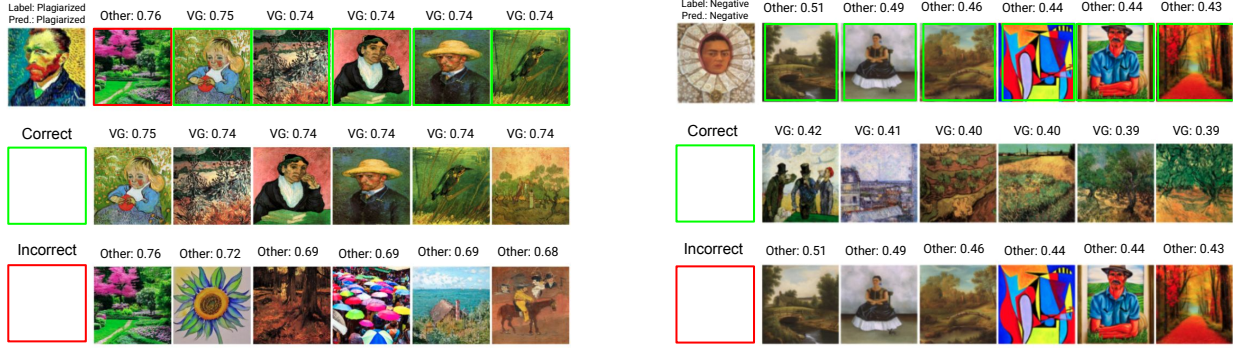 Label: Plagiarized
Pred.: Plagiarized
Other: 0.76 VG: 0.75 VG: 0.74 VG: 0.74 VG: 0.74 VG: 0.74
Correct
VG: 0.75 VG: 0.74 VG: 0.74 VG: 0.74 VG: 0.74 VG: 0.74
Incorrect
Other: 0.76 Other: 0.72 Other: 0.69 Other: 0.69 Other: 0.69 Other: 0.68
Label: Negative
Pred.: Negative
Other: 0.51 Other: 0.49 Other: 0.46 Other: 0.44 Other: 0.44 Other: 0.43
Correct
VG: 0.42 VG: 0.41 VG: 0.40 VG: 0.40 VG: 0.39 VG: 0.39
Incorrect
Other: 0.51 Other: 0.49 Other: 0.46 Other: 0.44 Other: 0.44 Other: 0.43